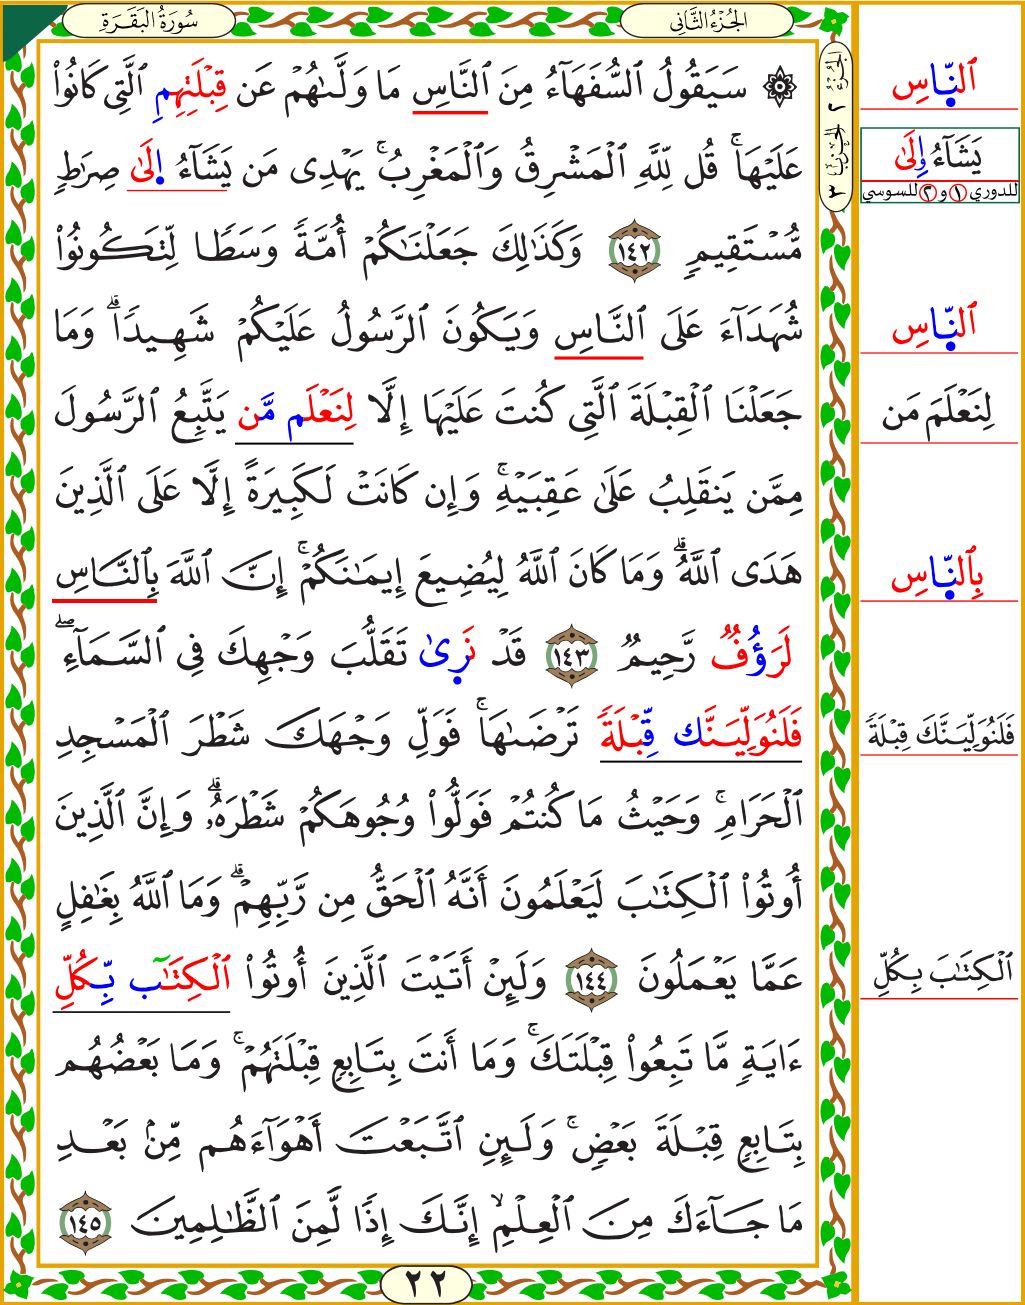 سُورَةُ البَقَرَةِ
الجُزْءُ الثَّانِي
۞ سَيَقُولُ ٱلسُّفَهَآءُ مِنَ ٱلنَّاسِ مَا وَلَّىٰهُمْ عَن قِبْلَتِهِمِ ٱلَّتِى كَانُوا۟
عَلَيْهَا ۚ قُل لِّلَّهِ ٱلْمَشْرِقُ وَٱلْمَغْرِبُ ۚ يَهْدِى مَن يَشَآءُ اِلَىٰ صِرَٰطٍ
مُّسْتَقِيمٍ ١٤٢ وَكَذَٰلِكَ جَعَلْنَٰكُمْ أُمَّةً وَسَطًا لِّتَكُونُوا۟
شُهَدَآءَ عَلَى ٱلنَّاسِ وَيَكُونَ ٱلرَّسُولُ عَلَيْكُمْ شَهِيدًا ۗ وَمَا
جَعَلْنَا ٱلْقِبْلَةَ ٱلَّتِى كُنتَ عَلَيْهَا إِلَّا لِنَعْلَم مَّن يَتَّبِعُ ٱلرَّسُولَ
مِمَّن يَنقَلِبُ عَلَىٰ عَقِبَيْهِ ۚ وَإِن كَانَتْ لَكَبِيرَةً إِلَّا عَلَى ٱلَّذِينَ
هَدَى ٱللَّهُ ۗ وَمَا كَانَ ٱللَّهُ لِيُضِيعَ إِيمَٰنَكُمْ ۚ إِنَّ ٱللَّهَ بِٱلنَّاسِ
لَرَؤُفٌ رَّحِيمٌ ١٤٣ قَدْ نَرِىٰ تَقَلُّبَ وَجْهِكَ فِى ٱلسَّمَآءِ ۖ
فَلَنُوَلِّيَنَّك قِّبْلَةً تَرْضَىٰهَا ۚ فَوَلِّ وَجْهَكَ شَطْرَ ٱلْمَسْجِدِ
ٱلْحَرَامِ ۚ وَحَيْثُ مَا كُنتُمْ فَوَلُّوا۟ وُجُوهَكُمْ شَطْرَهُۥ ۗ وَإِنَّ ٱلَّذِينَ
أُوتُوا۟ ٱلْكِتَٰبَ لَيَعْلَمُونَ أَنَّهُ ٱلْحَقُّ مِن رَّبِّهِمْ ۗ وَمَا ٱللَّهُ بِغَٰفِلٍ
عَمَّا يَعْمَلُونَ ١٤٤ وَلَئِنْ أَتَيْتَ ٱلَّذِينَ أُوتُوا۟ ٱلْكِتَٰٓب بِّكُلِّ
ءَايَةٍ مَّا تَبِعُوا۟ قِبْلَتَكَ ۚ وَمَا أَنتَ بِتَابِعٍ قِبْلَتَهُمْ ۚ وَمَا بَعْضُهُم
بِتَابِعٍ قِبْلَةَ بَعْضٍ ۚ وَلَئِنِ ٱتَّبَعْتَ أَهْوَآءَهُم مِّنۢ بَعْدِ
مَا جَآءَكَ مِنَ ٱلْعِلْمِ ۙ إِنَّكَ إِذًا لَّمِنَ ٱلظَّٰلِمِينَ ١٤٥
٢٢
الجُزْءُ ٢ الحِزْبُ ٣
ٱلنَّاسِ
يَشَآءُ وِلَىٰ
للدوري ١ و ٢ للسوسي
ٱلنَّاسِ
لِنَعْلَمَ مَن
بِٱلنَّاسِ
فَلَنُوَلِّيَنَّكَ قِبْلَةً
ٱلْكِتَٰبَ بِكُلِّ